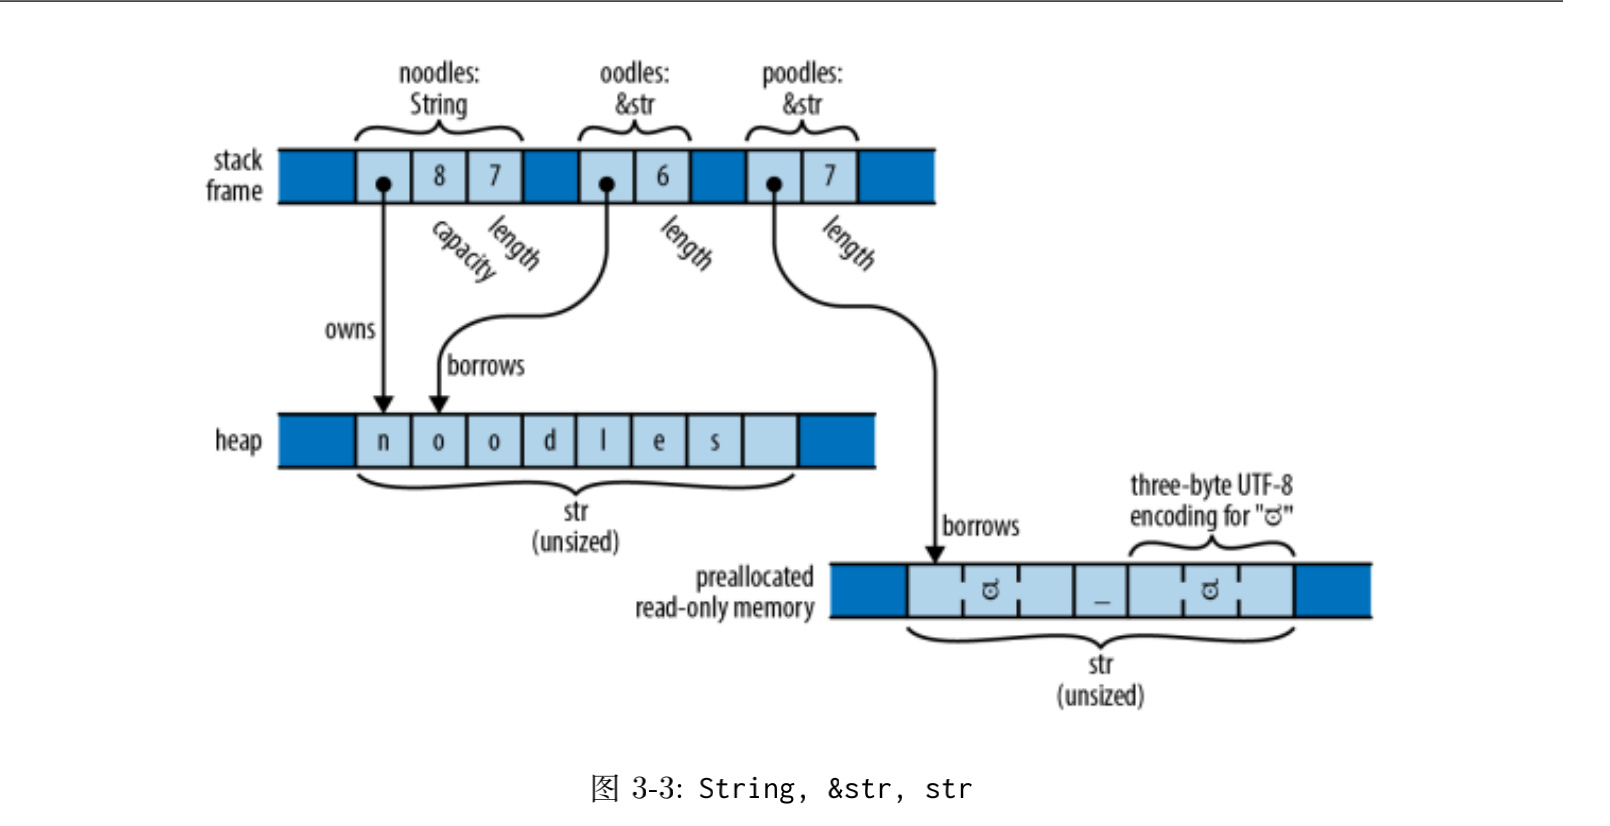 noodles:
String
oodles:
&str
poodles:
&str
stack
frame
8
7
6
7
capacity
length
length
length
owns
borrows
heap
n o o d l e s
str
(unsized)
borrows
three-byte UTF-8
encoding for "ಠ"
preallocated
read-only memory
ಠ _ ಠ
str
(unsized)
图 3-3: String, &str, str